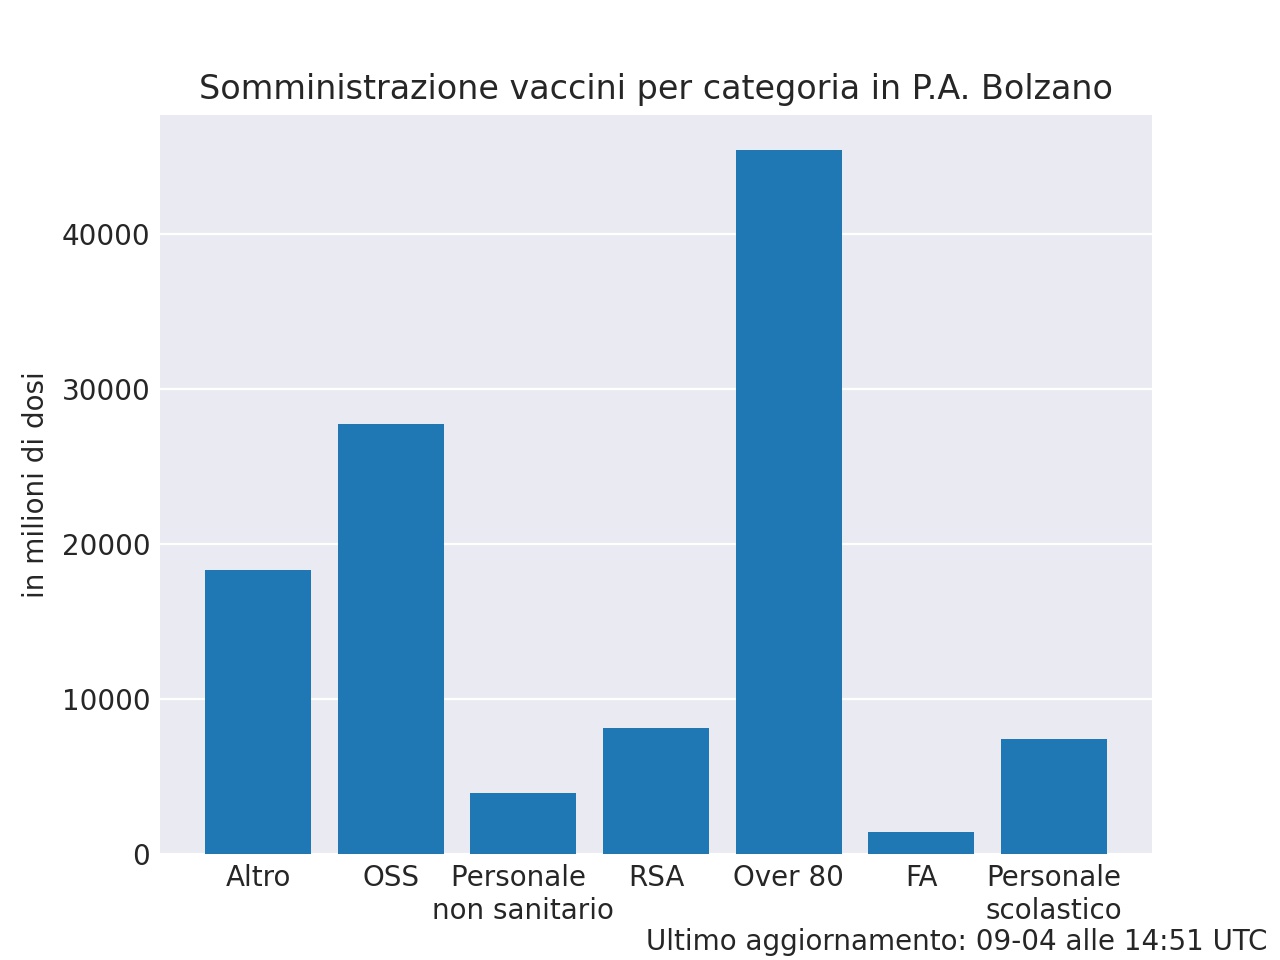 Somministrazione vaccini per categoria in P.A. Bolzano
in milioni di dosi
40000
30000
20000
10000
0
Altro OSS Personale RSA Over 80 FA Personale
non sanitario scolastico
Ultimo aggiornamento: 09-04 alle 14:51 UTC